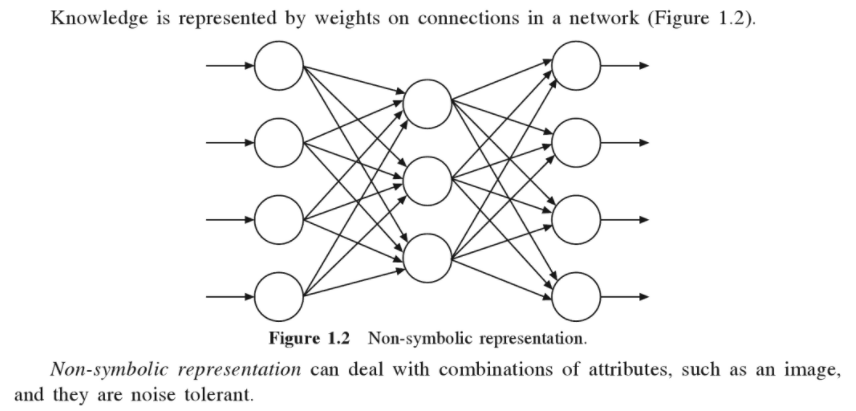 Knowledge is represented by weights on connections in a network (Figure 1.2).
Figure 1.2 Non-symbolic representation.
Non-symbolic representation can deal with combinations of attributes, such as an image,
and they are noise tolerant.